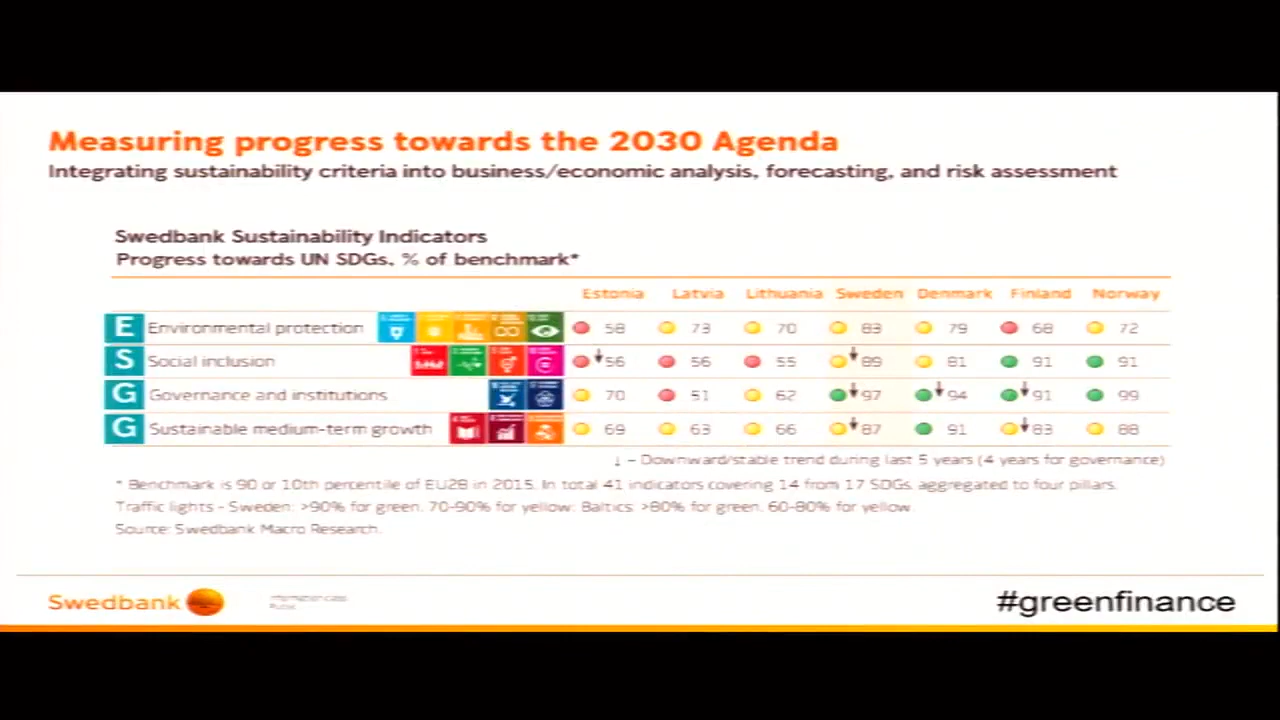 Measuring progress towards the 2030 Agenda
Integrating sustainability criteria into business/economic analysis, forecasting, and risk assessment
Swedbank Sustainability Indicators
Progress towards UN SDGs, % of benchmark*
Estonia Latvia Lithuania Sweden Denmark Finland Norway
E Environmental protection 58 73 70 83 79 68 72
S Social inclusion ↓56 56 55 ↓89 81 91 91
G Governance and institutions 70 51 62 ↓97 ↓94 ↓91 99
G Sustainable medium-term growth 69 63 66 ↓87 91 ↓83 88
↓ – Downward/stable trend during last 5 years (4 years for governance)
* Benchmark is 90 or 10th percentile of EU28 in 2015. In total 41 indicators covering 14 from 17 SDGs, aggregated to four pillars.
Traffic lights - Sweden: >90% for green, 70-90% for yellow; Baltics: >80% for green, 60-80% for yellow.
Source: Swedbank Macro Research.
Swedbank
Information class
Public
#greenfinance